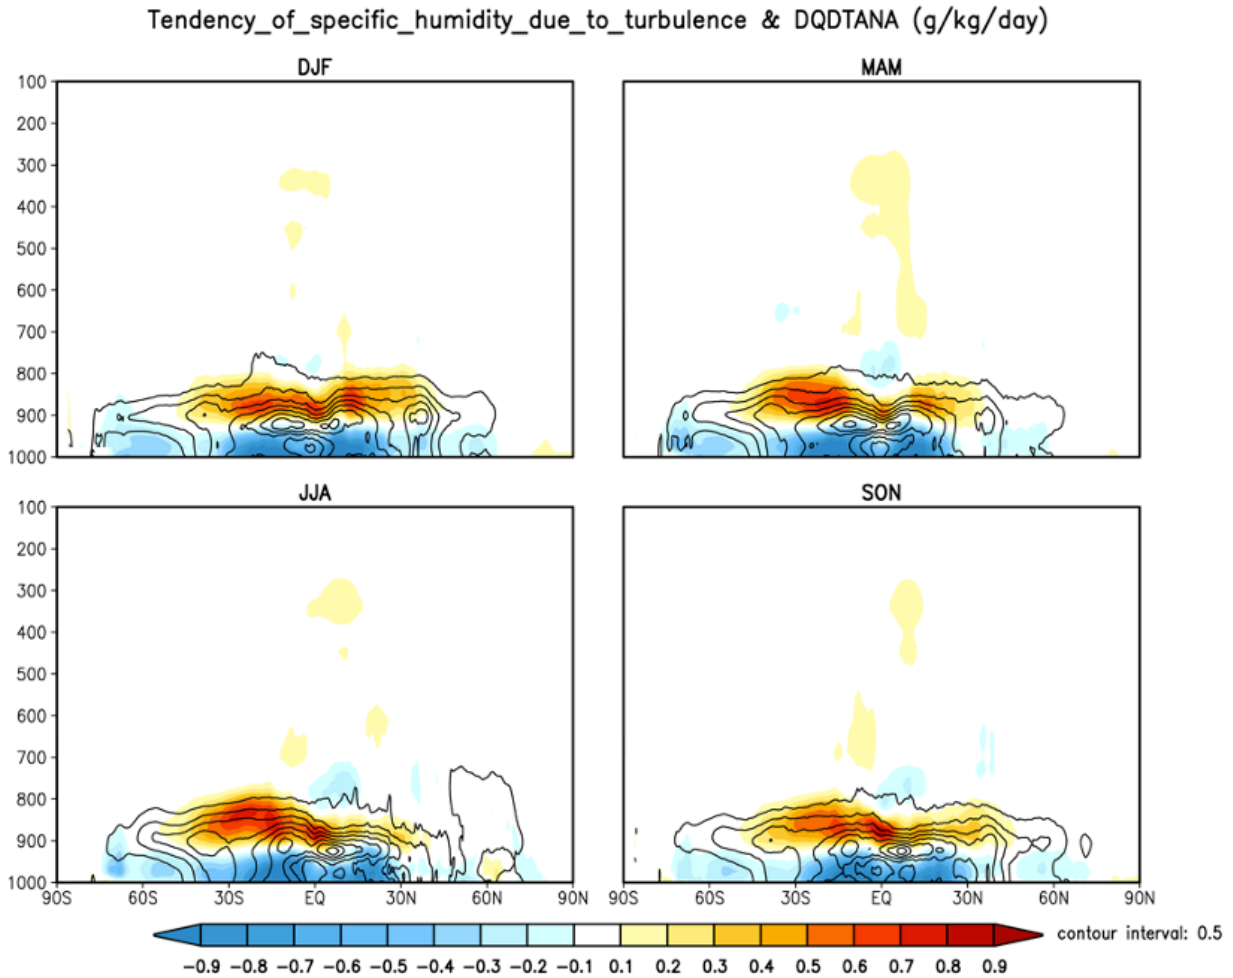 Tendency_of_specific_humidity_due_to_turbulence & DQDTANA (g/kg/day)
DJF
MAM
100
200
300
400
500
600
700
800
900
1000
JJA
SON
100
200
300
400
500
600
700
800
900
1000
90S 60S 30S EQ 30N 60N 90N
90S 60S 30S EQ 30N 60N 90N
contour interval: 0.5
-0.9 -0.8 -0.7 -0.6 -0.5 -0.4 -0.3 -0.2 -0.1 0.1 0.2 0.3 0.4 0.5 0.6 0.7 0.8 0.9